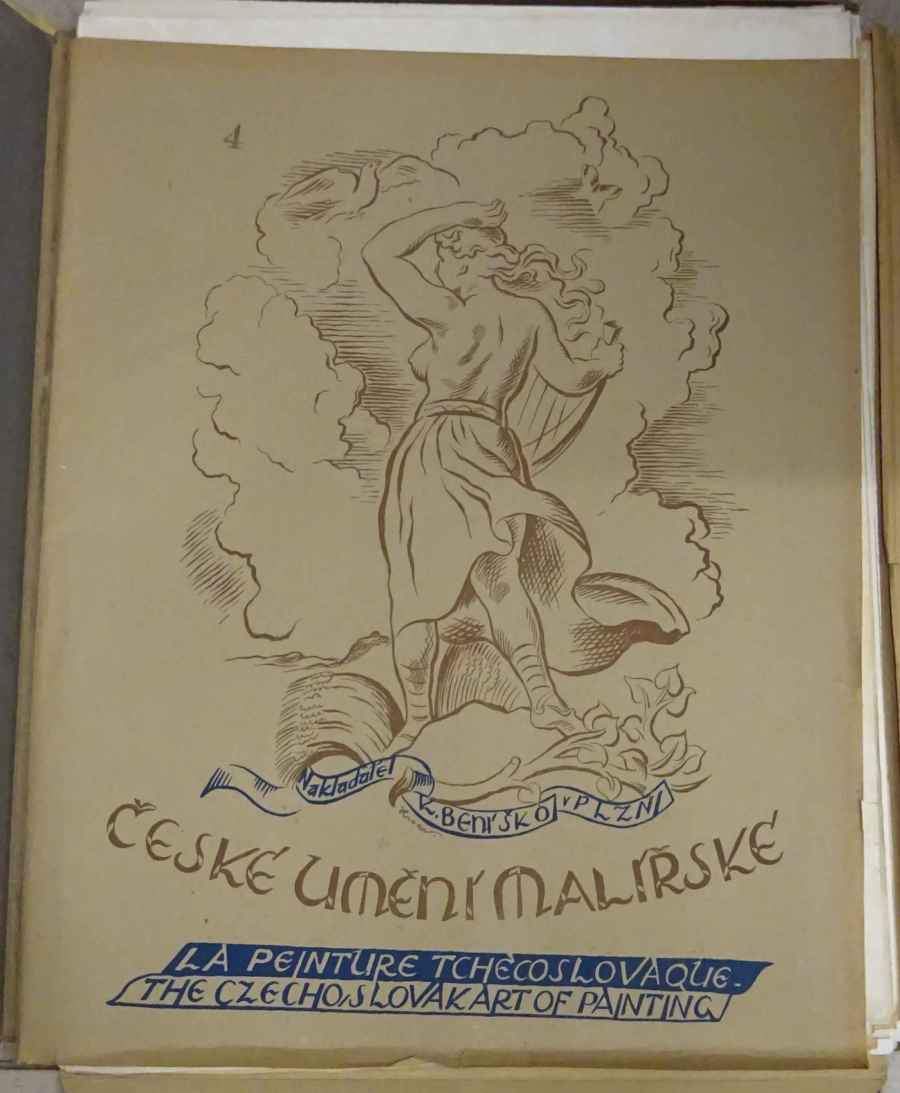 4
Nakladatel
L. BENÍŠKO V PLZNI
ČESKÉ UMĚNÍ MALÍŘSKÉ
LA PEINTURE TCHÉCOSLOVAQUE.
THE CZECHOSLOVAK ART OF PAINTING